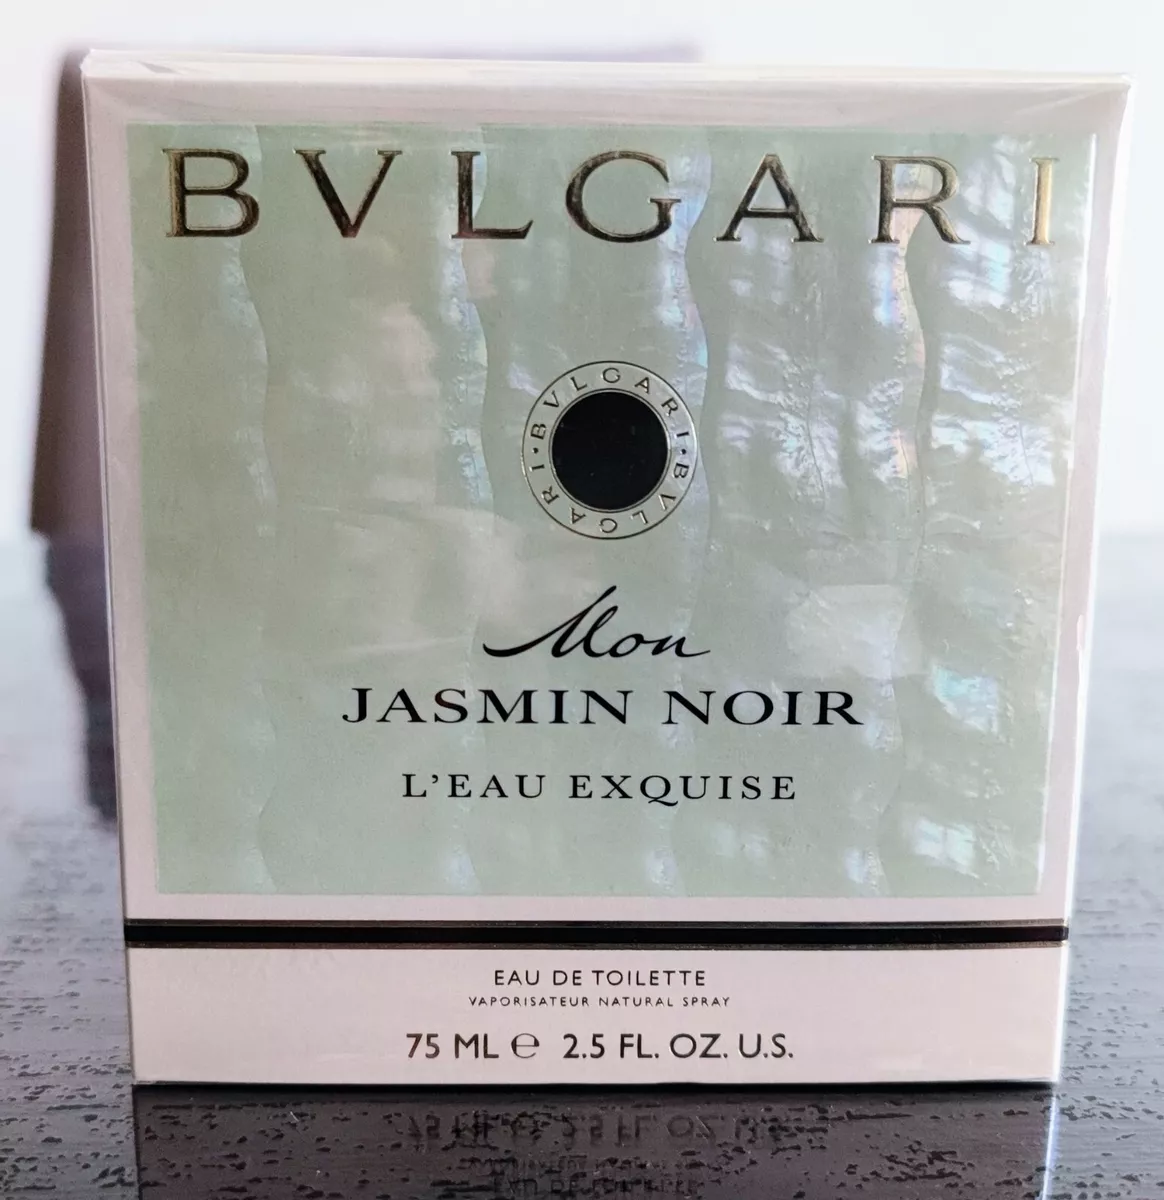 BVLGARI
BVLGARI • BVLGARI •
Mon
JASMIN NOIR
L'EAU EXQUISE
EAU DE TOILETTE
VAPORISATEUR NATURAL SPRAY
75 ML ℮ 2.5 FL. OZ. U.S.